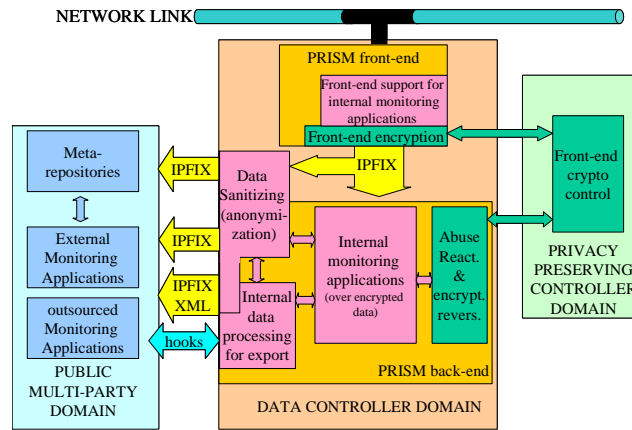 NETWORK LINK
PRISM front-end
Front-end support for
internal monitoring
applications
Front-end encryption
IPFIX
Meta-
repositories
IPFIX
Data
Sanitizing
(anonymi-
zation)
External
Monitoring
Applications
IPFIX
IPFIX
XML
outsourced
Monitoring
Applications
hooks
Internal
data
processing
for export
Internal
monitoring
applications
(over encrypted
data)
Abuse
React.
&
encrypt.
revers.
PRISM back-end
Front-end
crypto
control
PUBLIC
MULTI-PARTY
DOMAIN
DATA CONTROLLER DOMAIN
PRIVACY
PRESERVING
CONTROLLER
DOMAIN